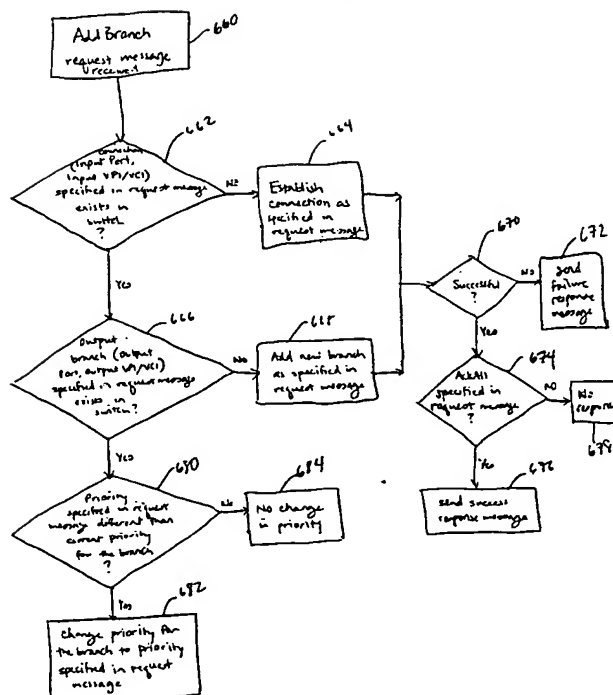 Add Branch
request message
received
660
662
connection
(Input Port,
Input VPI/VCI)
specified in request message
exists in
switch
?
No
664
Establish
connection as
specified in
request message
670
Successful
?
No
672
send
failure
response
message
Yes
666
Output
branch (Output
Port, output VPI/VCI)
specified in request message
exists in
switch?
No
668
Add new branch
as specified in
request message
Yes
674
AckAll
specified in
request message
?
NO
No
response
678
Yes
680
Priority
specified in request
message different than
current priority
for the branch
?
no
684
No change
in priority
Yes
676
send success
response message
Yes
682
Change priority for
the branch to priority
specified in request
message